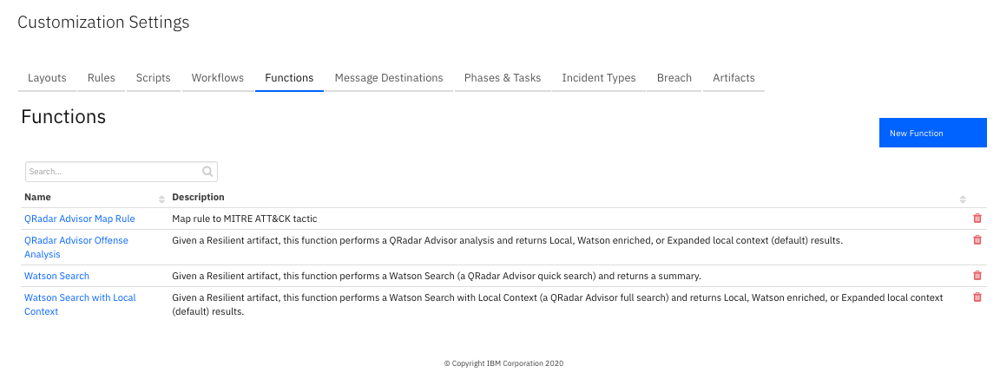 Customization Settings
Layouts Rules Scripts Workflows Functions Message Destinations Phases & Tasks Incident Types Breach Artifacts
Functions
New Function
Search...
Name Description
QRadar Advisor Map Rule Map rule to MITRE ATT&CK tactic
QRadar Advisor Offense Given a Resilient artifact, this function performs a QRadar Advisor analysis and returns Local, Watson enriched, or Expanded local context (default) results.
Analysis
Watson Search Given a Resilient artifact, this function performs a Watson Search (a QRadar Advisor quick search) and returns a summary.
Watson Search with Local Given a Resilient artifact, this function performs a Watson Search with Local Context (a QRadar Advisor full search) and returns Local, Watson enriched, or Expanded local context
Context (default) results.
© Copyright IBM Corporation 2020